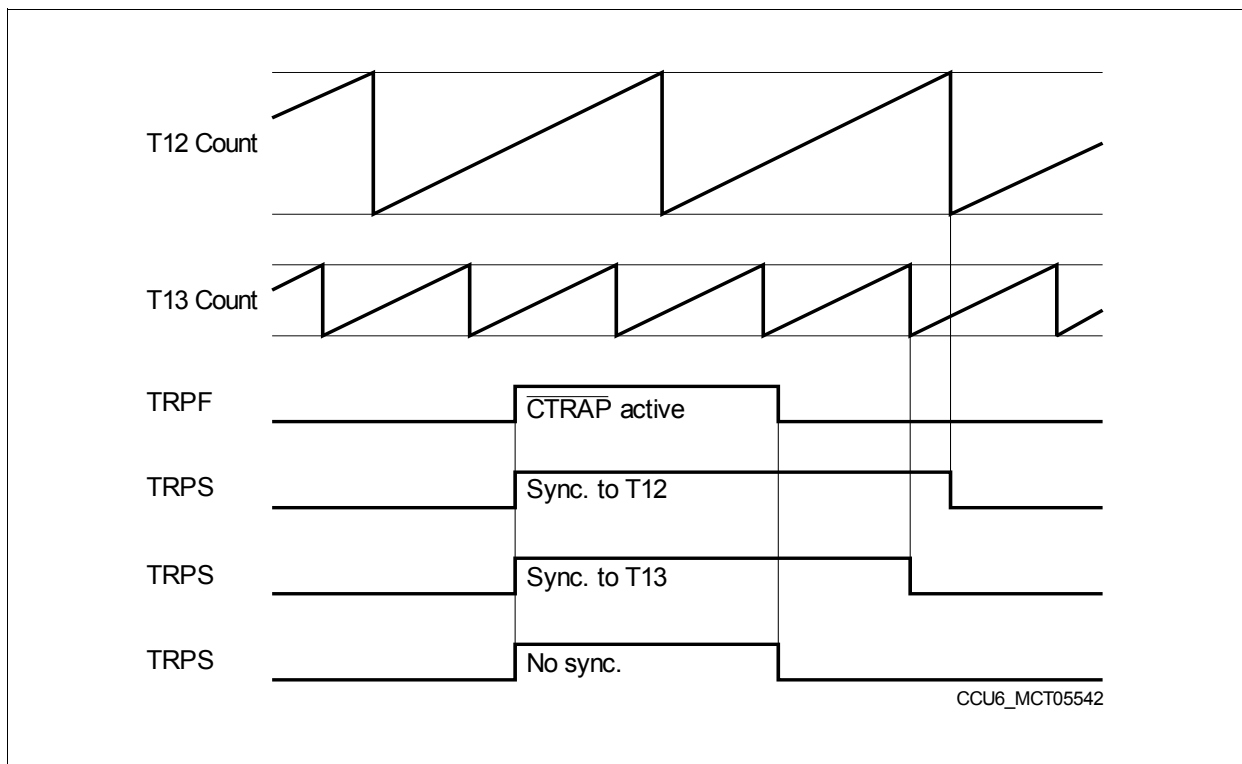 T12 Count
T13 Count
TRPF
CTRAP active
TRPS
Sync. to T12
TRPS
Sync. to T13
TRPS
No sync.
CCU6_MCT05542